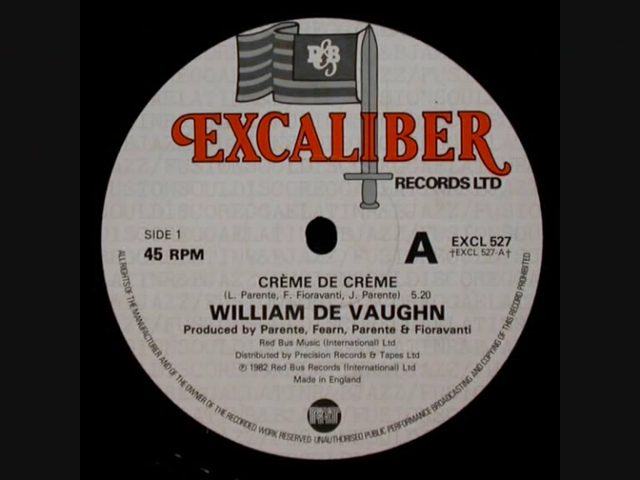 R&B
EXCALIBER
RECORDS LTD
SIDE 1
45 RPM
A
EXCL 527
†EXCL 527-A†
CRÈME DE CRÈME
(L. Parente, F. Fioravanti, J. Parente) 5.20
WILLIAM DE VAUGHN
Produced by Parente, Fearn, Parente & Fioravanti
Red Bus Music (International) Ltd
Distributed by Precision Records & Tapes Ltd
℗ 1982 Red Bus Records (International) Ltd
Made in England
ALL RIGHTS OF THE MANUFACTURER AND OF THE OWNER OF THE RECORDED WORK RESERVED UNAUTHORISED PUBLIC PERFORMANCE BROADCASTING AND COPYING OF THIS RECORD PROHIBITED